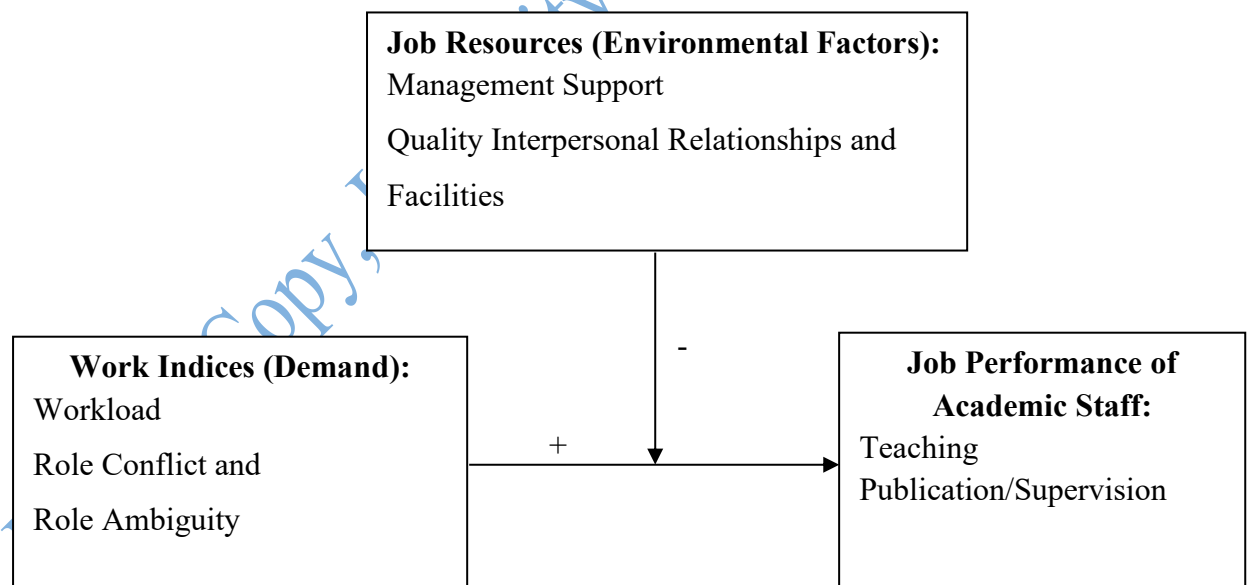 Job Resources (Environmental Factors):
Management Support
Quality Interpersonal Relationships and
Facilities
Copy,
-
Work Indices (Demand):
Workload
Role Conflict and
Role Ambiguity
+
Job Performance of
Academic Staff:
Teaching
Publication/Supervision